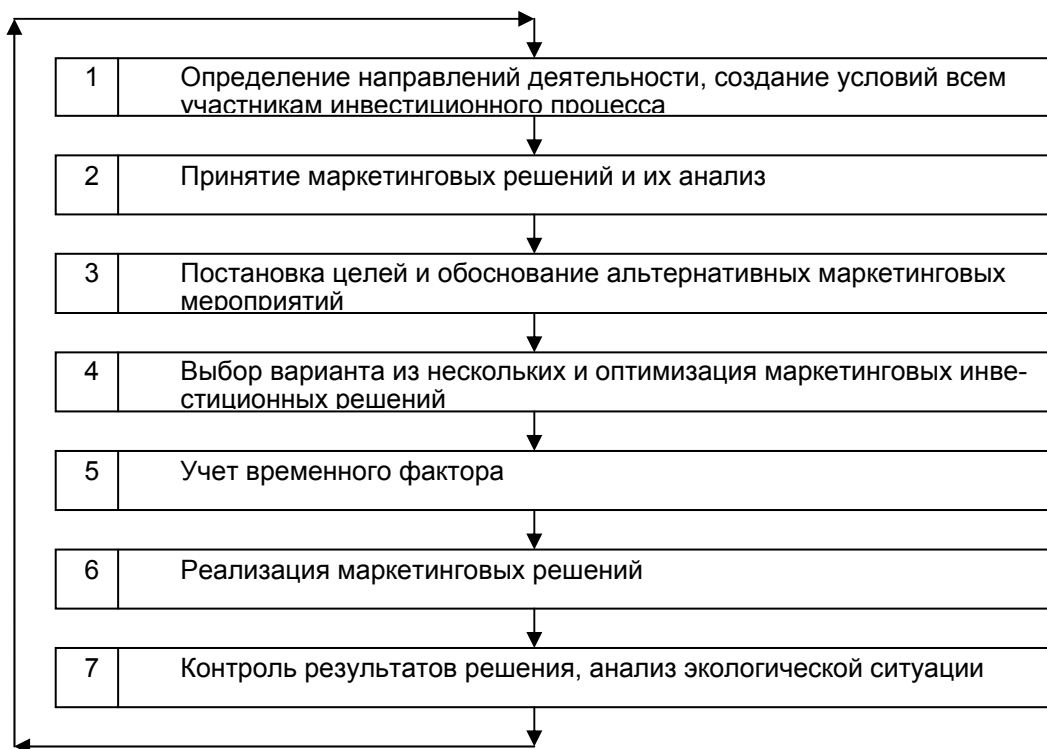 1 Определение направлений деятельности, создание условий всем
участникам инвестиционного процесса
2 Принятие маркетинговых решений и их анализ
3 Постановка целей и обоснование альтернативных маркетинговых
мероприятий
4 Выбор варианта из нескольких и оптимизация маркетинговых инве-
стиционных решений
5 Учет временного фактора
6 Реализация маркетинговых решений
7 Контроль результатов решения, анализ экологической ситуации